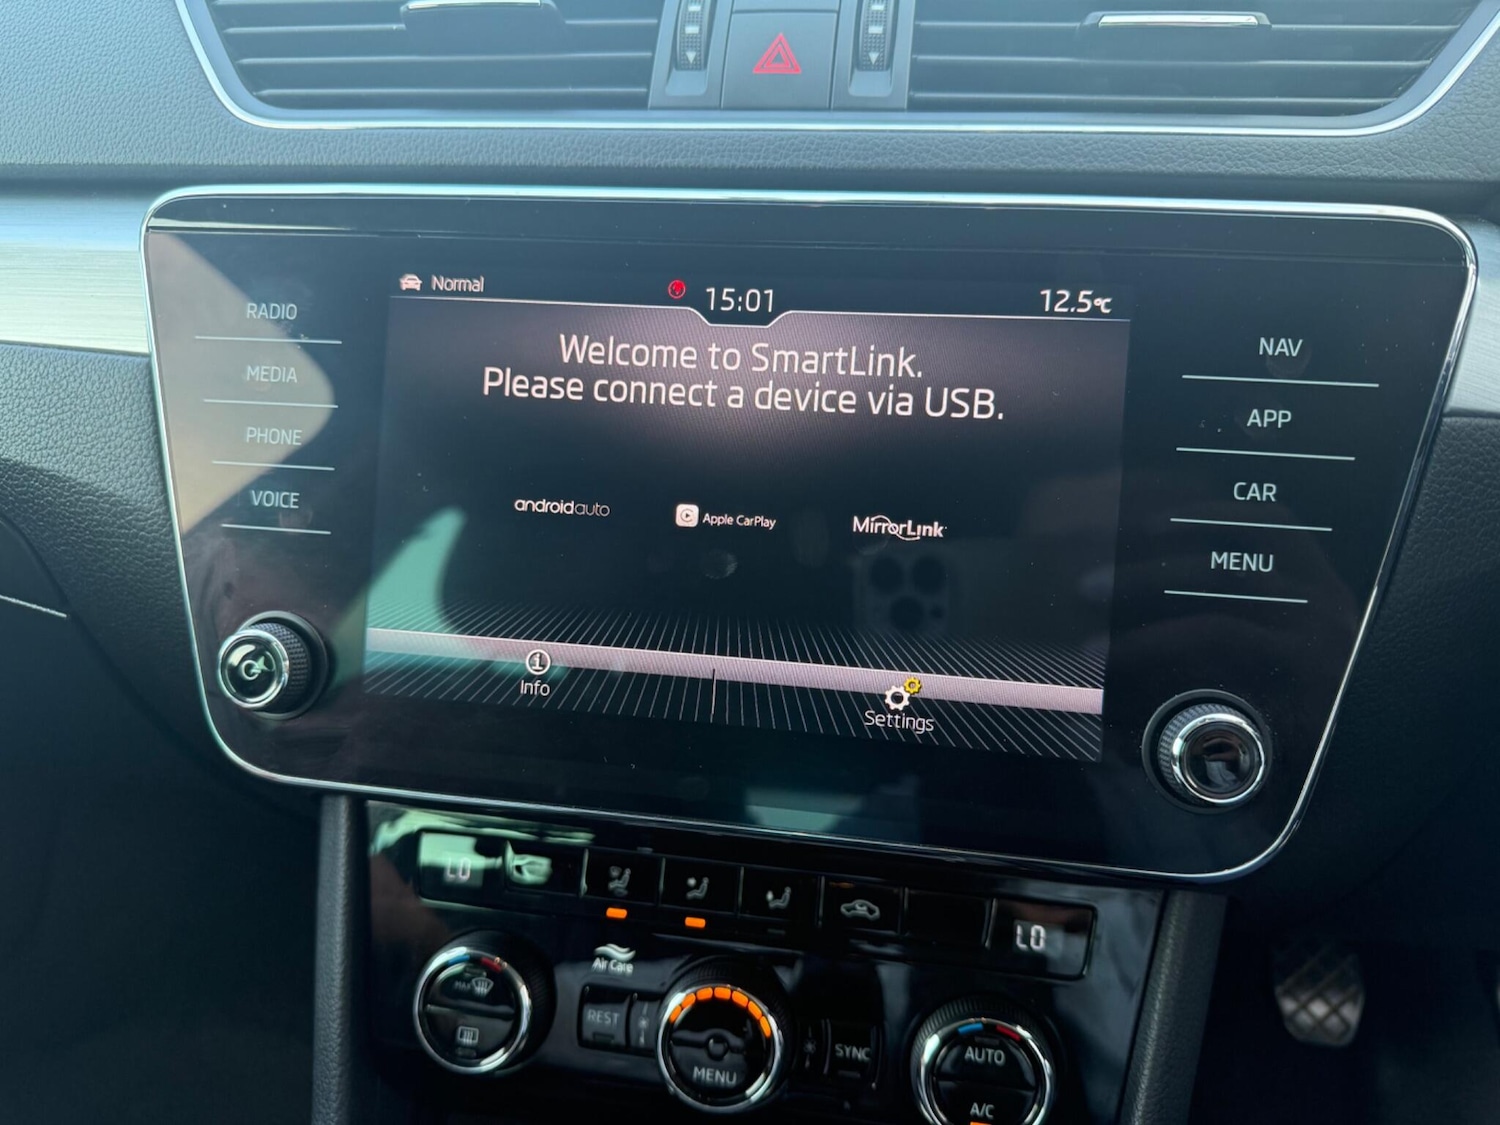 Normal
15:01
12.5°C
RADIO
MEDIA
PHONE
VOICE
Welcome to SmartLink.
Please connect a device via USB.
androidauto
Apple CarPlay
MirrorLink
Info
Settings
NAV
APP
CAR
MENU
LO
LO
MAX
Air Care
REST
MENU
SYNC
AUTO
A/C